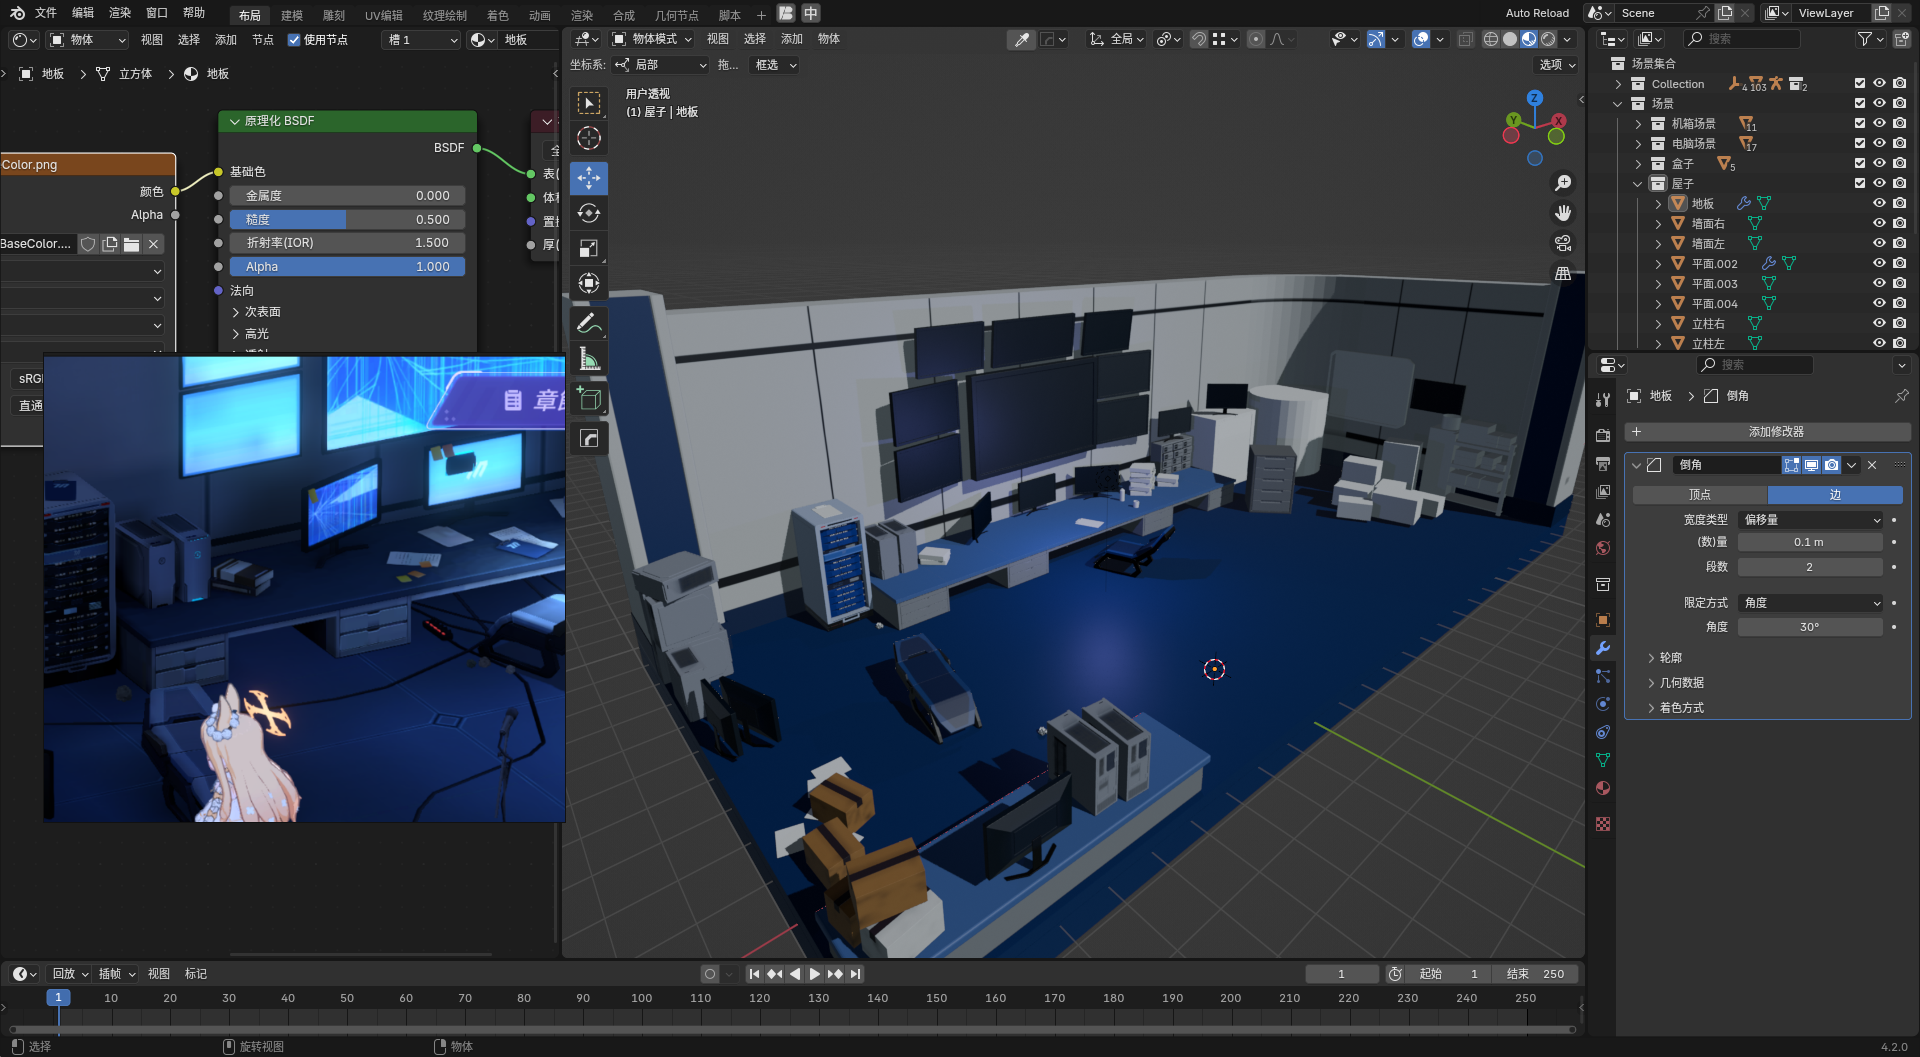 文件 编辑 渲染 窗口 帮助 布局 建模 雕刻 UV编辑 纹理绘制 着色 动画 渲染 合成 几何节点 脚本 + 中 Auto Reload Scene ViewLayer
物体 视图 选择 添加 节点 使用节点 槽 1 地板
地板 立方体 地板
Color.png
颜色
Alpha
BaseColor....
原理化 BSDF
BSDF
基础色
金属度 0.000
糙度 0.500
折射率(IOR) 1.500
Alpha 1.000
法向
次表面
高光
直通
章
物体模式 视图 选择 添加 物体 全局
坐标系: 局部 拖... 框选 选项
用户透视
(1) 屋子 | 地板
Z
Y
X
搜索
场景集合
Collection 4 103 2
场景
机箱场景 11
电脑场景 17
盒子 5
屋子
地板
墙面右
墙面左
平面.002
平面.003
平面.004
立柱右
立柱左
搜索
地板 倒角
添加修改器
倒角
顶点 边
宽度类型 偏移量
(数)量 0.1 m
段数 2
限定方式 角度
角度 30°
轮廓
几何数据
着色方式
回放 插帧 视图 标记 1 起始 1 结束 250
1 10 20 30 40 50 60 70 80 90 100 110 120 130 140 150 160 170 180 190 200 210 220 230 240 250
选择 旋转视图 物体 4.2.0